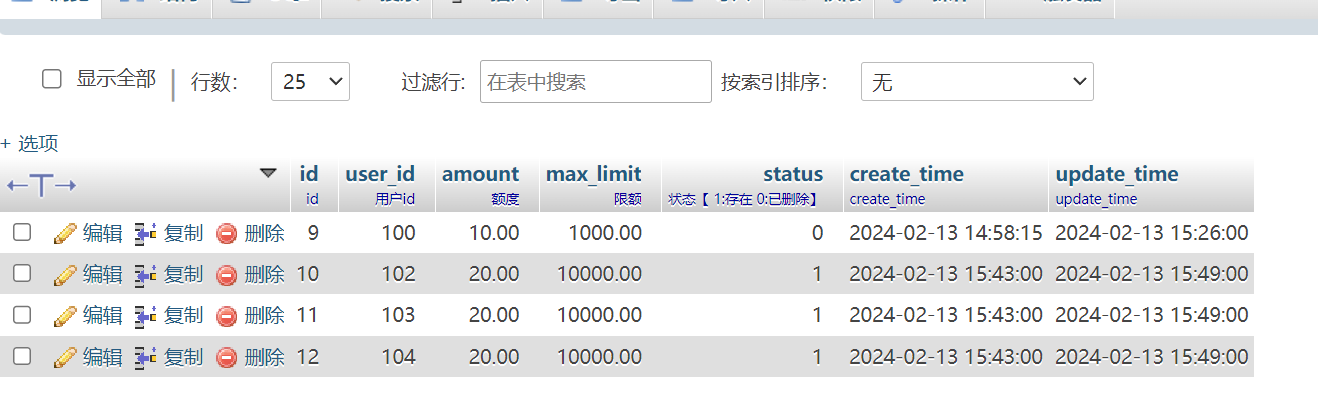 显示全部 行数： 25 过滤行: 在表中搜索 按索引排序： 无
+ 选项
←T→ id user_id amount max_limit status create_time update_time
id 用户id 额度 限额 状态【 1:存在 0:已删除】 create_time update_time
编辑 复制 删除 9 100 10.00 1000.00 0 2024-02-13 14:58:15 2024-02-13 15:26:00
编辑 复制 删除 10 102 20.00 10000.00 1 2024-02-13 15:43:00 2024-02-13 15:49:00
编辑 复制 删除 11 103 20.00 10000.00 1 2024-02-13 15:43:00 2024-02-13 15:49:00
编辑 复制 删除 12 104 20.00 10000.00 1 2024-02-13 15:43:00 2024-02-13 15:49:00